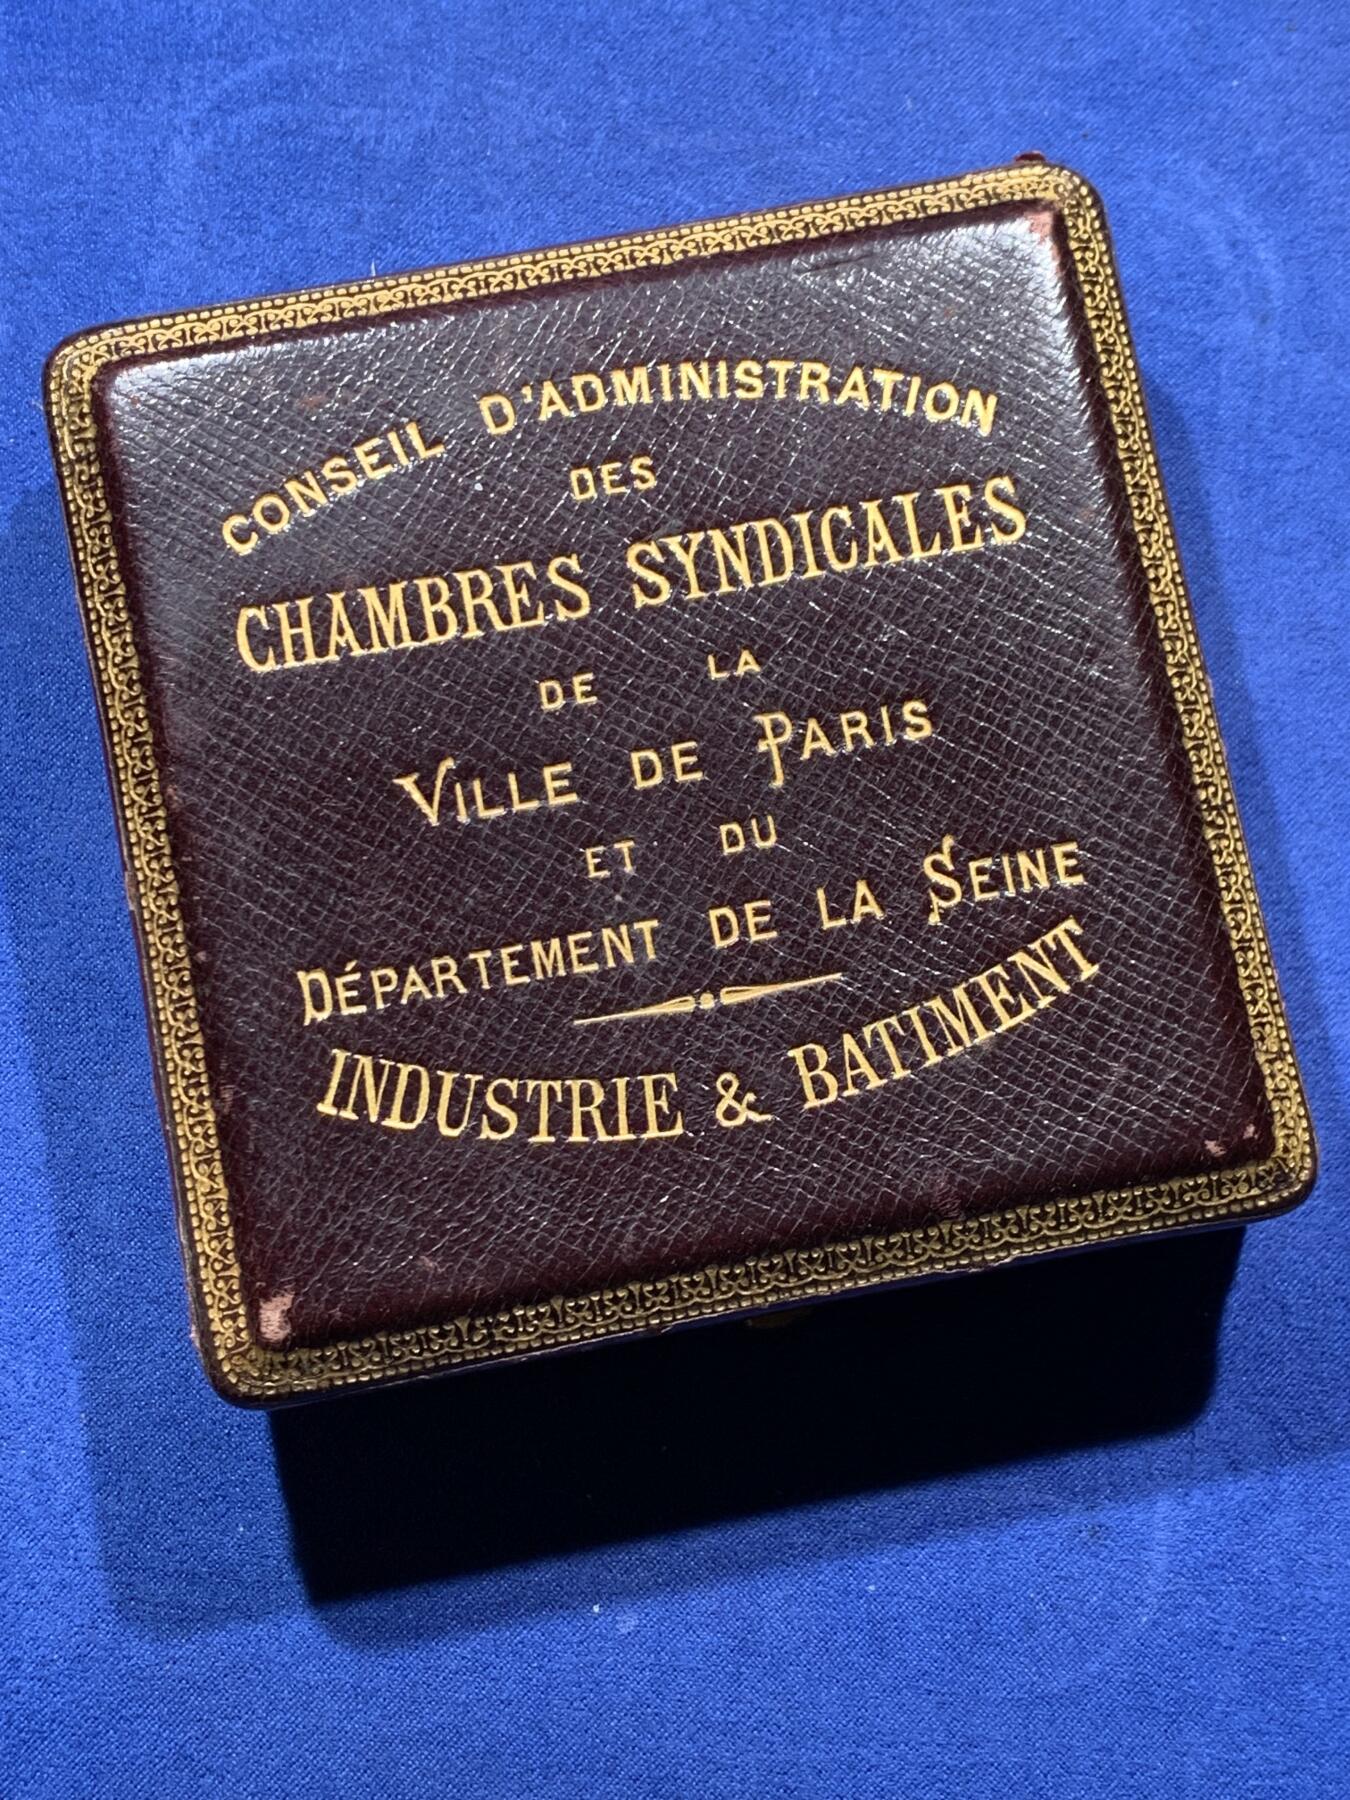 CONSEIL D'ADMINISTRATION
DES
CHAMBRES SYNDICALES
DE LA
VILLE DE PARIS
ET DU
DÉPARTEMENT DE LA SEINE
INDUSTRIE & BATIMENT